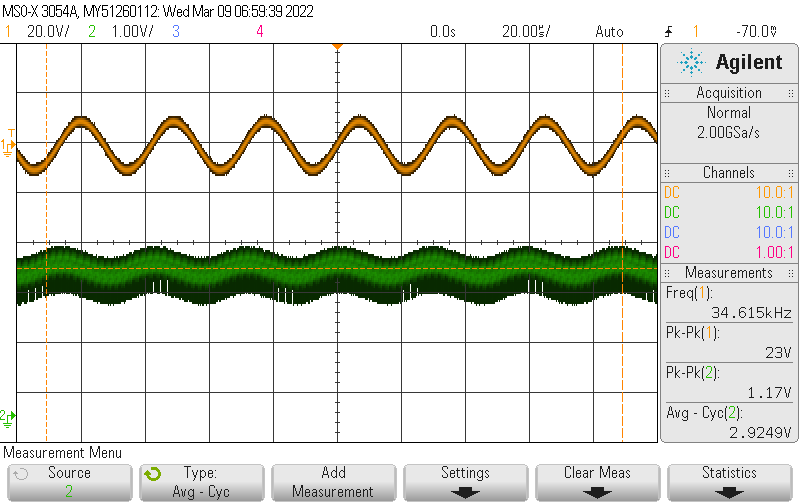 MSO-X 3054A, MY51260112: Wed Mar 09 06:59:39 2022
1 20.0V/ 2 1.00V/ 3 4 0.0s 20.00µs/ Auto 1 -70.0mV
Agilent
Acquisition
Normal
2.00GSa/s
Channels
DC 10.0:1
DC 10.0:1
DC 10.0:1
DC 1.00:1
Measurements
Freq(1):
34.615kHz
Pk-Pk(1):
23V
Pk-Pk(2):
1.17V
Avg - Cyc(2):
2.9249V
T
1
2
Measurement Menu
Source
2
Type:
Avg - Cyc
Add
Measurement
Settings
Clear Meas
Statistics